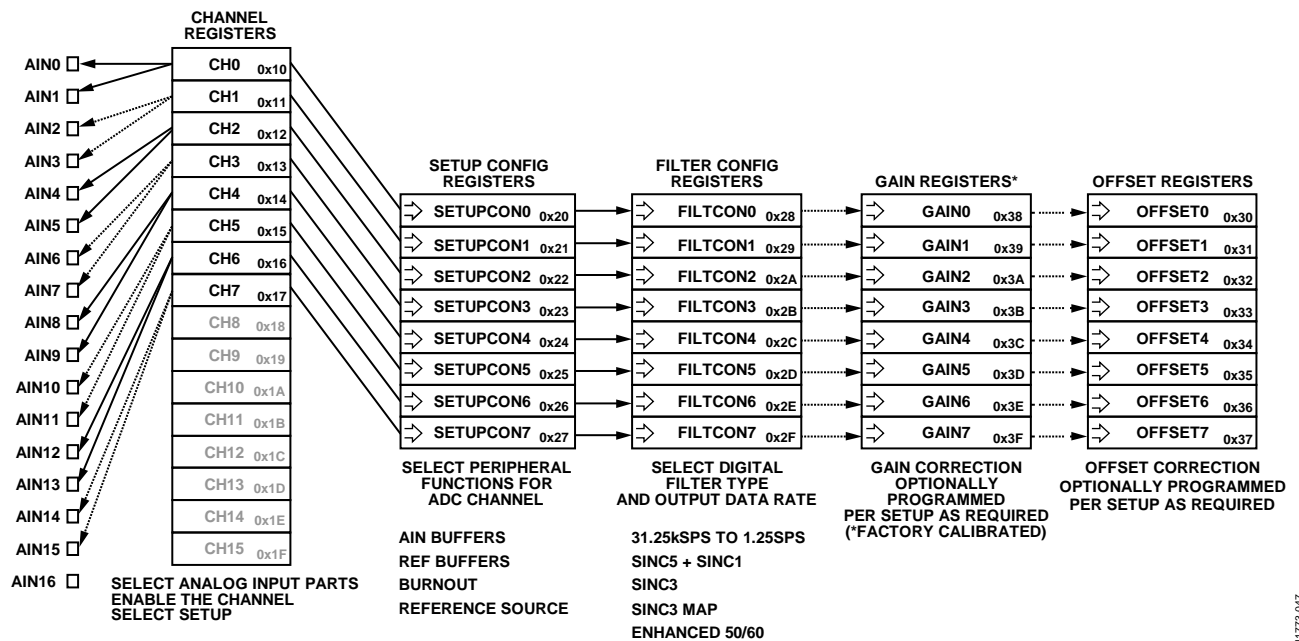 CHANNEL
REGISTERS
AIN0
AIN1
AIN2
AIN3
AIN4
AIN5
AIN6
AIN7
AIN8
AIN9
AIN10
AIN11
AIN12
AIN13
AIN14
AIN15
AIN16
CH0 0x10
CH1 0x11
CH2 0x12
CH3 0x13
CH4 0x14
CH5 0x15
CH6 0x16
CH7 0x17
CH8 0x18
CH9 0x19
CH10 0x1A
CH11 0x1B
CH12 0x1C
CH13 0x1D
CH14 0x1E
CH15 0x1F
SELECT ANALOG INPUT PARTS
ENABLE THE CHANNEL
SELECT SETUP
SETUP CONFIG
REGISTERS
SETUPCON0 0x20
SETUPCON1 0x21
SETUPCON2 0x22
SETUPCON3 0x23
SETUPCON4 0x24
SETUPCON5 0x25
SETUPCON6 0x26
SETUPCON7 0x27
SELECT PERIPHERAL
FUNCTIONS FOR
ADC CHANNEL
AIN BUFFERS
REF BUFFERS
BURNOUT
REFERENCE SOURCE
FILTER CONFIG
REGISTERS
FILTCON0 0x28
FILTCON1 0x29
FILTCON2 0x2A
FILTCON3 0x2B
FILTCON4 0x2C
FILTCON5 0x2D
FILTCON6 0x2E
FILTCON7 0x2F
SELECT DIGITAL
FILTER TYPE
AND OUTPUT DATA RATE
31.25kSPS TO 1.25SPS
SINC5 + SINC1
SINC3
SINC3 MAP
ENHANCED 50/60
GAIN REGISTERS*
GAIN0 0x38
GAIN1 0x39
GAIN2 0x3A
GAIN3 0x3B
GAIN4 0x3C
GAIN5 0x3D
GAIN6 0x3E
GAIN7 0x3F
GAIN CORRECTION
OPTIONALLY
PROGRAMMED
PER SETUP AS REQUIRED
(*FACTORY CALIBRATED)
OFFSET REGISTERS
OFFSET0 0x30
OFFSET1 0x31
OFFSET2 0x32
OFFSET3 0x33
OFFSET4 0x34
OFFSET5 0x35
OFFSET6 0x36
OFFSET7 0x37
OFFSET CORRECTION
OPTIONALLY PROGRAMMED
PER SETUP AS REQUIRED